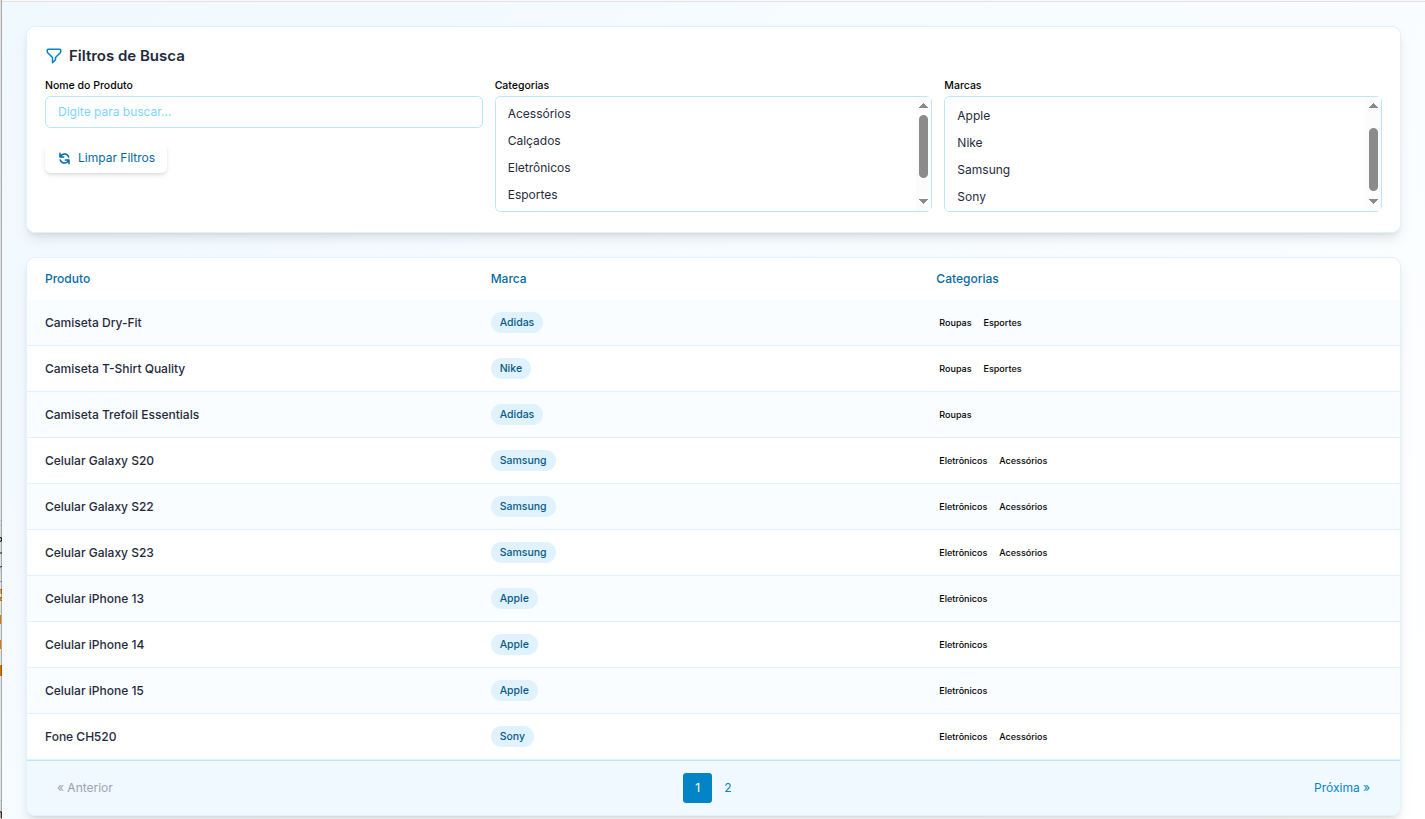 Filtros de Busca
Nome do Produto
Digite para buscar...
Limpar Filtros
Categorias
Acessórios
Calçados
Eletrônicos
Esportes
Marcas
Apple
Nike
Samsung
Sony
Produto Marca Categorias
Camiseta Dry-Fit Adidas Roupas Esportes
Camiseta T-Shirt Quality Nike Roupas Esportes
Camiseta Trefoil Essentials Adidas Roupas
Celular Galaxy S20 Samsung Eletrônicos Acessórios
Celular Galaxy S22 Samsung Eletrônicos Acessórios
Celular Galaxy S23 Samsung Eletrônicos Acessórios
Celular iPhone 13 Apple Eletrônicos
Celular iPhone 14 Apple Eletrônicos
Celular iPhone 15 Apple Eletrônicos
Fone CH520 Sony Eletrônicos Acessórios
« Anterior 1 2 Próxima »